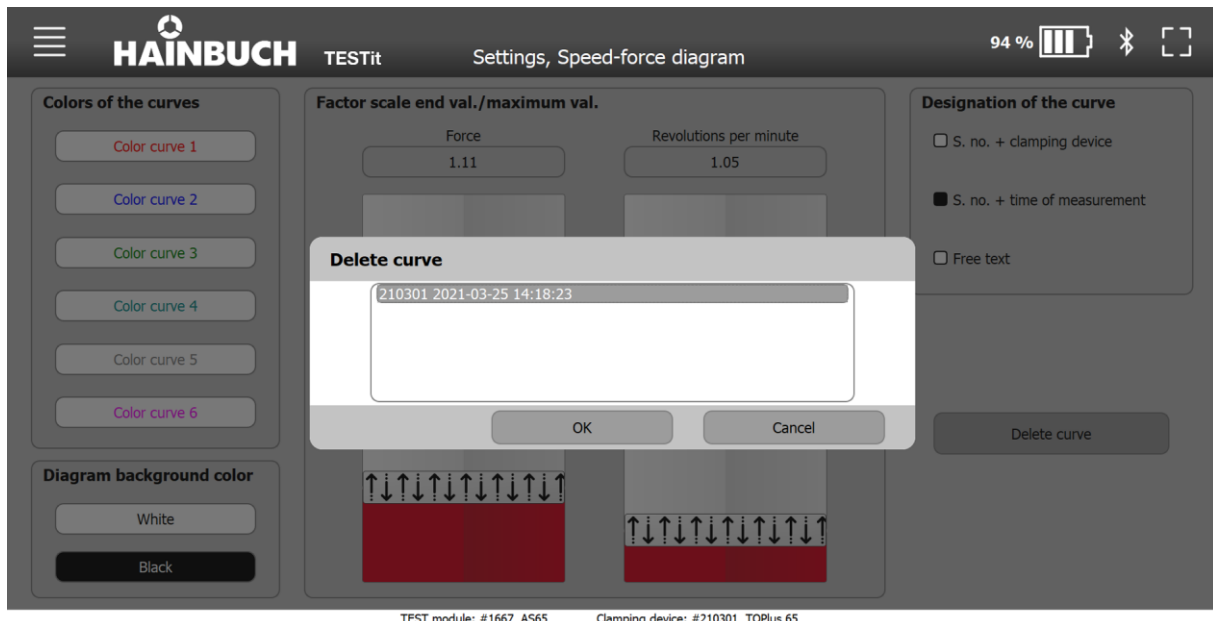 HAINBUCH TESTit Settings, Speed-force diagram 94 %
Colors of the curves
Color curve 1
Color curve 2
Color curve 3
Color curve 4
Color curve 5
Color curve 6
Diagram background color
White
Black
Factor scale end val./maximum val.
Force
1.11
Revolutions per minute
1.05
Delete curve
210301 2021-03-25 14:18:23
OK
Cancel
Designation of the curve
S. no. + clamping device
S. no. + time of measurement
Free text
Delete curve
TEST module: #1667 AS65 Clamping device: #210301 TOPlus 65